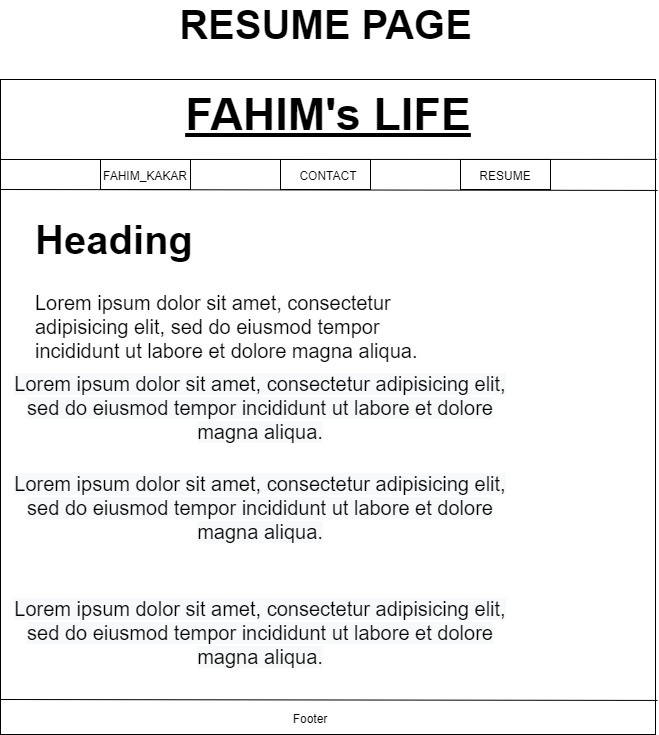 RESUME PAGE
FAHIM's LIFE
FAHIM_KAKAR CONTACT RESUME
Heading
Lorem ipsum dolor sit amet, consectetur
adipisicing elit, sed do eiusmod tempor
incididunt ut labore et dolore magna aliqua.
Lorem ipsum dolor sit amet, consectetur adipisicing elit,
sed do eiusmod tempor incididunt ut labore et dolore
magna aliqua.
Lorem ipsum dolor sit amet, consectetur adipisicing elit,
sed do eiusmod tempor incididunt ut labore et dolore
magna aliqua.
Lorem ipsum dolor sit amet, consectetur adipisicing elit,
sed do eiusmod tempor incididunt ut labore et dolore
magna aliqua.
Footer